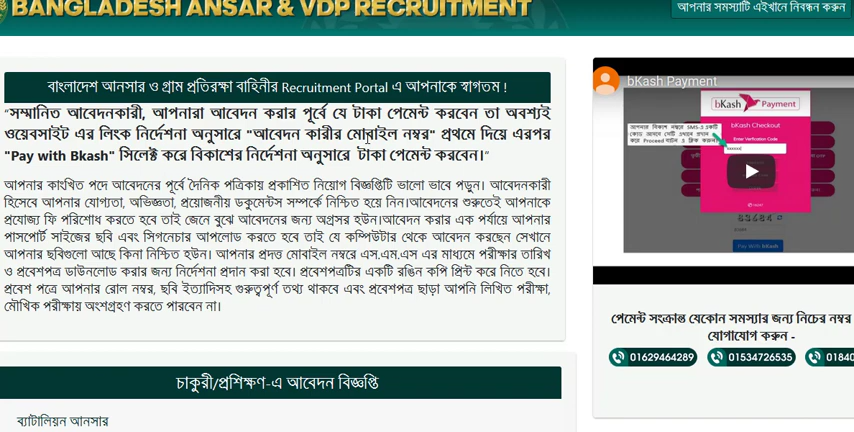 BANGLADESH ANSAR & VDP RECRUITMENT
আপনার সমস্যাটি এইখানে নিবন্ধন করুন
বাংলাদেশ আনসার ও গ্রাম প্রতিরক্ষা বাহিনীর Recruitment Portal এ আপনাকে স্বাগতম !
"সম্মানিত আবেদনকারী, আপনারা আবেদন করার পূর্বে যে টাকা পেমেন্ট করবেন তা অবশ্যই
ওয়েবসাইট এর লিংক নির্দেশনা অনুসারে "আবেদন কারীর মোবাইল নম্বর" প্রথমে দিয়ে এরপর
"Pay with Bkash" সিলেক্ট করে বিকাশের নির্দেশনা অনুসারে টাকা পেমেন্ট করবেন।"
আপনার কাংখিত পদে আবেদনের পূর্বে দৈনিক পত্রিকায় প্রকাশিত নিয়োগ বিজ্ঞপ্তিটি ভালো ভাবে পড়ুন। আবেদনকারী
হিসেবে আপনার যোগ্যতা, অভিজ্ঞতা, প্রয়োজনীয় ডকুমেন্টস সম্পর্কে নিশ্চিত হয়ে নিন।আবেদনের শুরুতেই আপনাকে
প্রযোজ্য ফি পরিশোধ করতে হবে তাই জেনে বুঝে আবেদনের জন্য অগ্রসর হউন।আবেদন করার এক পর্যায়ে আপনার
পাসপোর্ট সাইজের ছবি এবং সিগনেচার আপলোড করতে হবে তাই যে কম্পিউটার থেকে আবেদন করছেন সেখানে
আপনার ছবিগুলো আছে কিনা নিশ্চিত হউন। আপনার প্রদত্ত মোবাইল নম্বরে এস.এম.এস এর মাধ্যমে পরীক্ষার তারিখ
ও প্রবেশপত্র ডাউনলোড করার জন্য নির্দেশনা প্রদান করা হবে। প্রবেশপত্রটির একটি রঙিন কপি প্রিন্ট করে নিতে হবে।
প্রবেশ পত্রে আপনার রোল নম্বর, ছবি ইত্যাদিসহ গুরুত্বপূর্ণ তথ্য থাকবে এবং প্রবেশপত্র ছাড়া আপনি লিখিত পরীক্ষা,
মৌখিক পরীক্ষায় অংশগ্রহণ করতে পারবেন না।
চাকুরী/প্রশিক্ষণ-এ আবেদন বিজ্ঞপ্তি
ব্যাটালিয়ন আনসার
bKash Payment
bKash Payment
bKash Checkout
Enter Verification Code
Pay With bKash
পেমেন্ট সংক্রান্ত যেকোন সমস্যার জন্য নিচের নম্বর
যোগাযোগ করুন -
01629464289 01534726535 01840